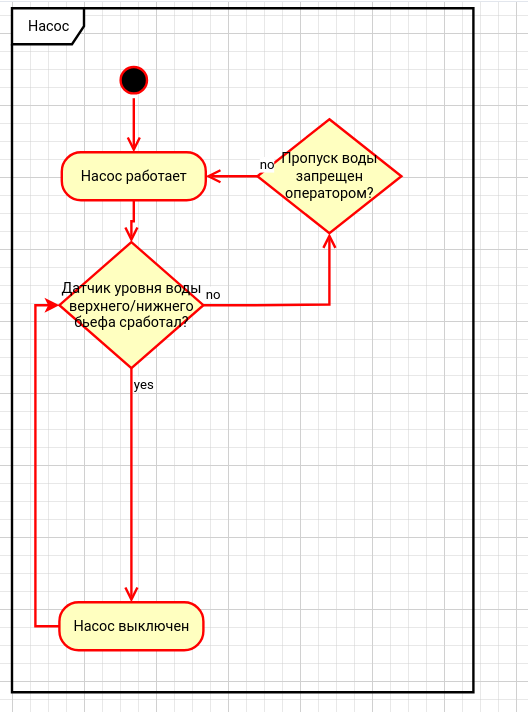 Насос
Насос работает
no
Пропуск воды
запрещен
оператором?
Датчик уровня воды
верхнего/нижнего
бьефа сработал?
no
yes
Насос выключен